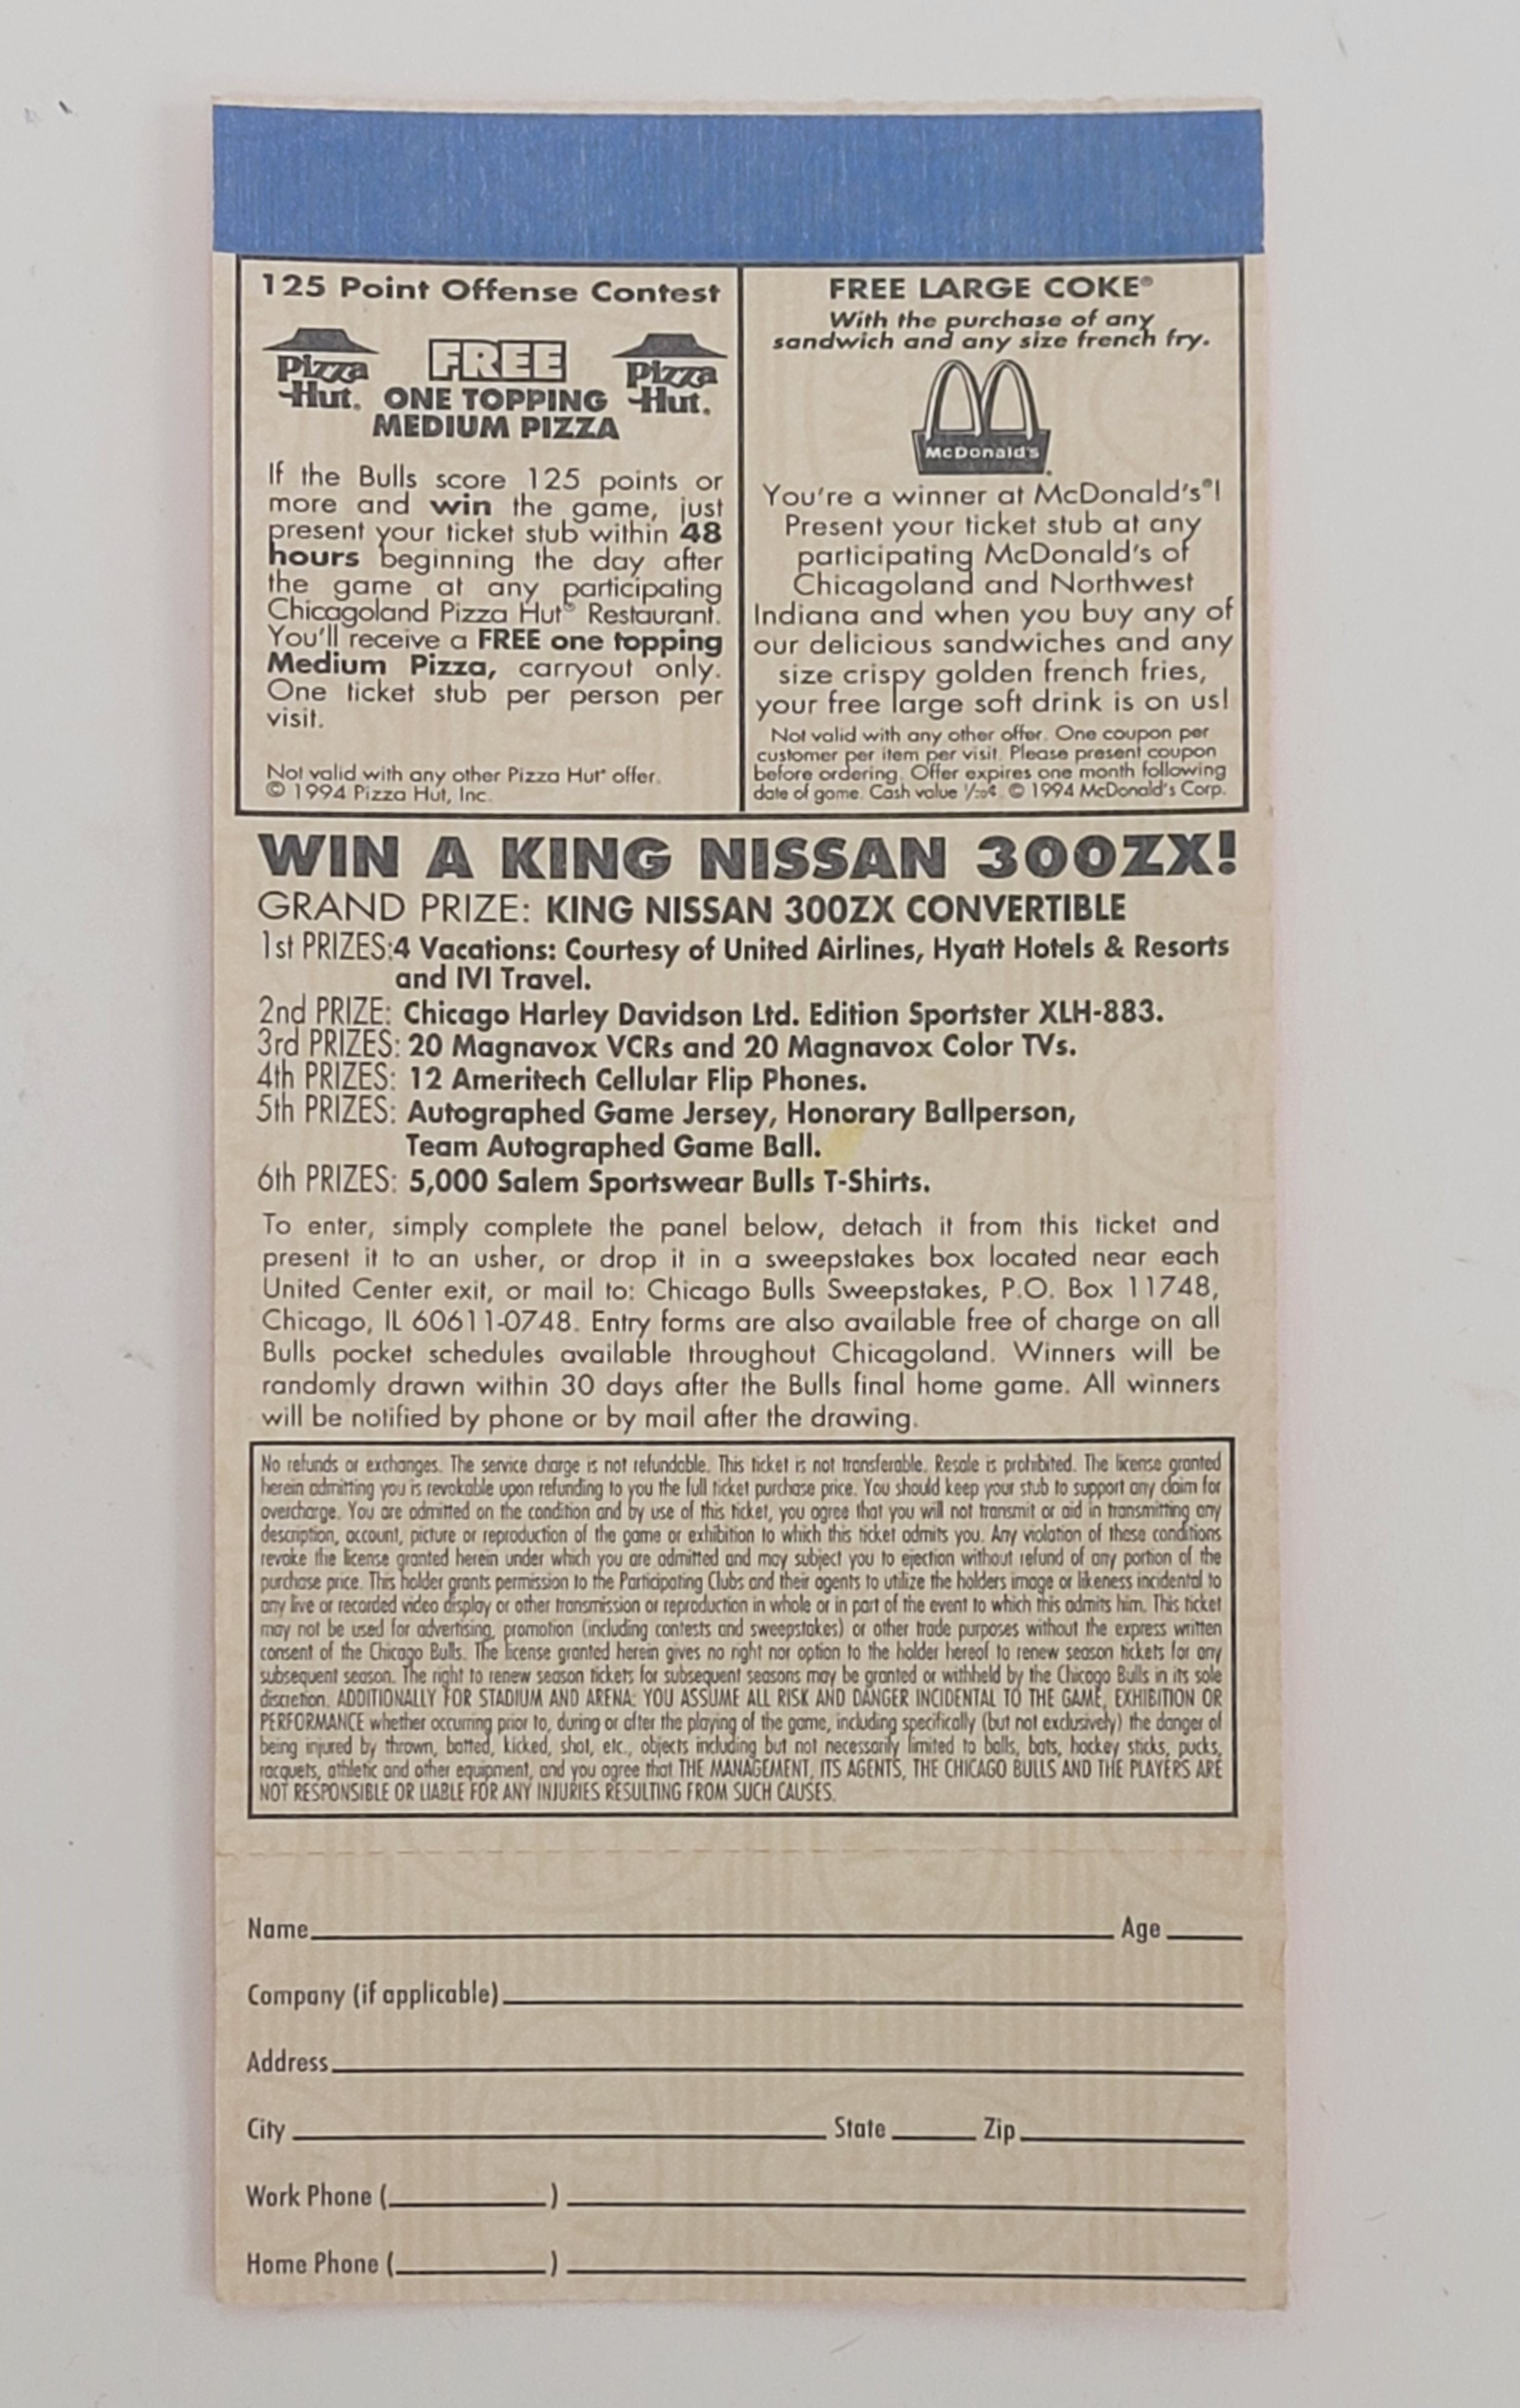 125 Point Offense Contest
Pizza Hut.
FREE
Pizza Hut.
ONE TOPPING
MEDIUM PIZZA
If the Bulls score 125 points or
more and win the game, just
present your ticket stub within 48
hours beginning the day after
the game at any participating
Chicagoland Pizza Hut® Restaurant.
You'll receive a FREE one topping
Medium Pizza, carryout only.
One ticket stub per person per
visit.
Not valid with any other Pizza Hut® offer.
© 1994 Pizza Hut, Inc.
FREE LARGE COKE®
With the purchase of any
sandwich and any size french fry.
McDonald's®
You're a winner at McDonald's®!
Present your ticket stub at any
participating McDonald's of
Chicagoland and Northwest
Indiana and when you buy any of
our delicious sandwiches and any
size crispy golden french fries,
your free large soft drink is on us!
Not valid with any other offer. One coupon per
customer per item per visit. Please present coupon
before ordering. Offer expires one month following
date of game. Cash value 1/20¢. © 1994 McDonald's Corp.
WIN A KING NISSAN 300ZX!
GRAND PRIZE: KING NISSAN 300ZX CONVERTIBLE
1st PRIZES: 4 Vacations: Courtesy of United Airlines, Hyatt Hotels & Resorts
and IVI Travel.
2nd PRIZE: Chicago Harley Davidson Ltd. Edition Sportster XLH-883.
3rd PRIZES: 20 Magnavox VCRs and 20 Magnavox Color TVs.
4th PRIZES: 12 Ameritech Cellular Flip Phones.
5th PRIZES: Autographed Game Jersey, Honorary Ballperson,
Team Autographed Game Ball.
6th PRIZES: 5,000 Salem Sportswear Bulls T-Shirts.
To enter, simply complete the panel below, detach it from this ticket and
present it to an usher, or drop it in a sweepstakes box located near each
United Center exit, or mail to: Chicago Bulls Sweepstakes, P.O. Box 11748,
Chicago, IL 60611-0748. Entry forms are also available free of charge on all
Bulls pocket schedules available throughout Chicagoland. Winners will be
randomly drawn within 30 days after the Bulls final home game. All winners
will be notified by phone or by mail after the drawing.
No refunds or exchanges. The service charge is not refundable. This ticket is not transferable. Resale is prohibited. The license granted
herein admitting you is revokable upon refunding to you the full ticket purchase price. You should keep your stub to support any claim for
overcharge. You are admitted on the condition and by use of this ticket, you agree that you will not transmit or aid in transmitting any
description, account, picture or reproduction of the game or exhibition to which this ticket admits you. Any violation of these conditions
revoke the license granted herein under which you are admitted and may subject you to ejection without refund of any portion of the
purchase price. This holder grants permission to the Participating Clubs and their agents to utilize the holders image or likeness incidental to
any live or recorded video display or other transmission or reproduction in whole or in part of the event to which this admits him. This ticket
may not be used for advertising, promotion (including contests and sweepstakes) or other trade purposes without the express written
consent of the Chicago Bulls. The license granted herein gives no right nor option to the holder hereof to renew season tickets for any
subsequent season. The right to renew season tickets for subsequent seasons may be granted or withheld by the Chicago Bulls in its sole
discretion. ADDITIONALLY FOR STADIUM AND ARENA: YOU ASSUME ALL RISK AND DANGER INCIDENTAL TO THE GAME, EXHIBITION OR
PERFORMANCE whether occurring prior to, during or after the playing of the game, including specifically (but not exclusively) the danger of
being injured by thrown, batted, kicked, shot, etc., objects including but not necessarily limited to balls, bats, hockey sticks, pucks,
racquets, athletic and other equipment, and you agree that THE MANAGEMENT, ITS AGENTS, THE CHICAGO BULLS AND THE PLAYERS ARE
NOT RESPONSIBLE OR LIABLE FOR ANY INJURIES RESULTING FROM SUCH CAUSES.
Name Age
Company (if applicable)
Address
City State Zip
Work Phone ( )
Home Phone ( )